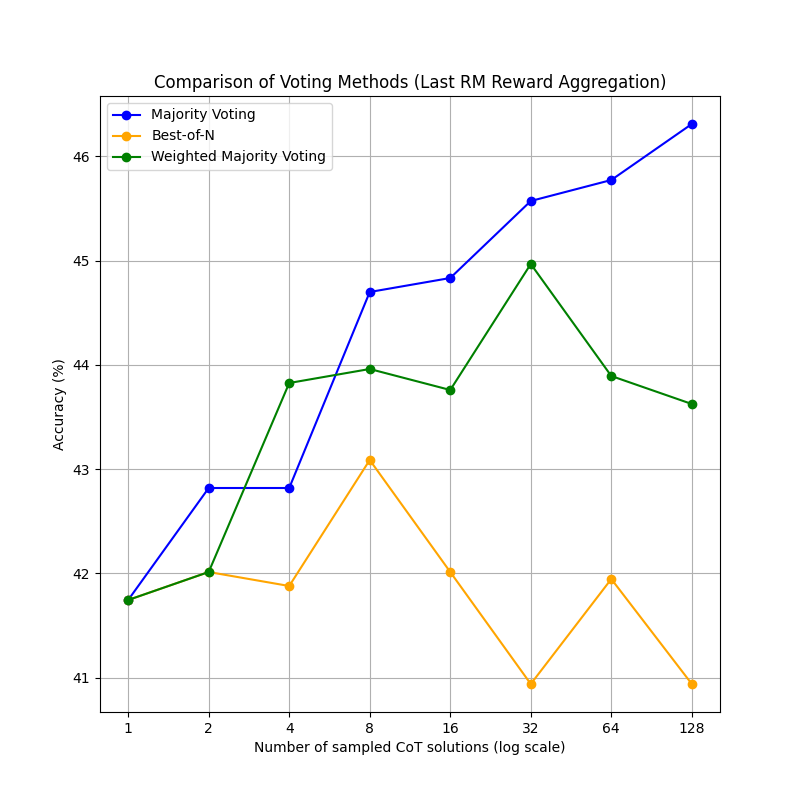 Comparison of Voting Methods (Last RM Reward Aggregation)
Majority Voting
Best-of-N
Weighted Majority Voting
Accuracy (%)
46
45
44
43
42
41
1 2 4 8 16 32 64 128
Number of sampled CoT solutions (log scale)